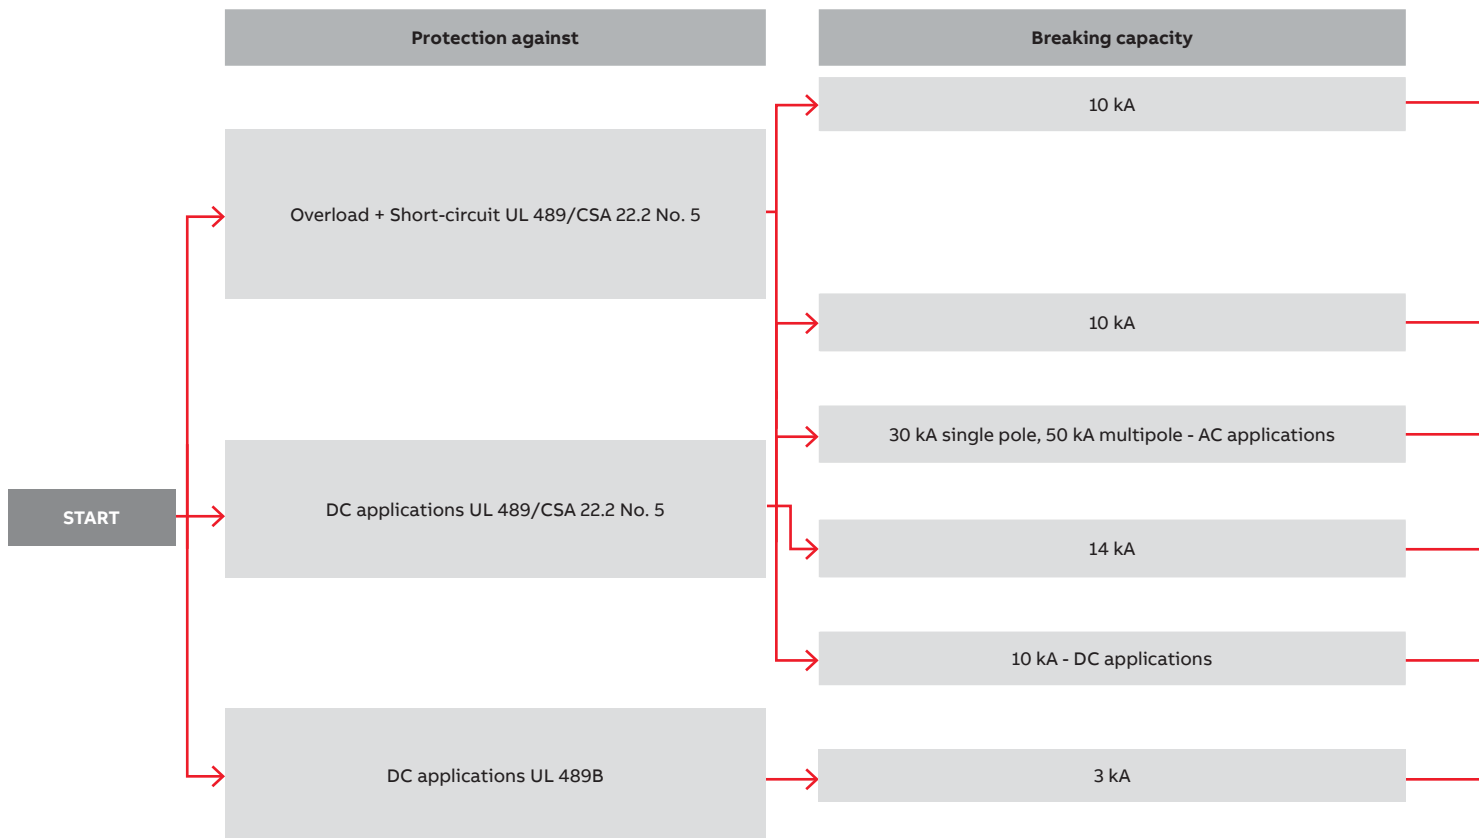 Protection against
Breaking capacity
10 kA
Overload + Short-circuit UL 489/CSA 22.2 No. 5
10 kA
30 kA single pole, 50 kA multipole - AC applications
START
DC applications UL 489/CSA 22.2 No. 5
14 kA
10 kA - DC applications
DC applications UL 489B
3 kA